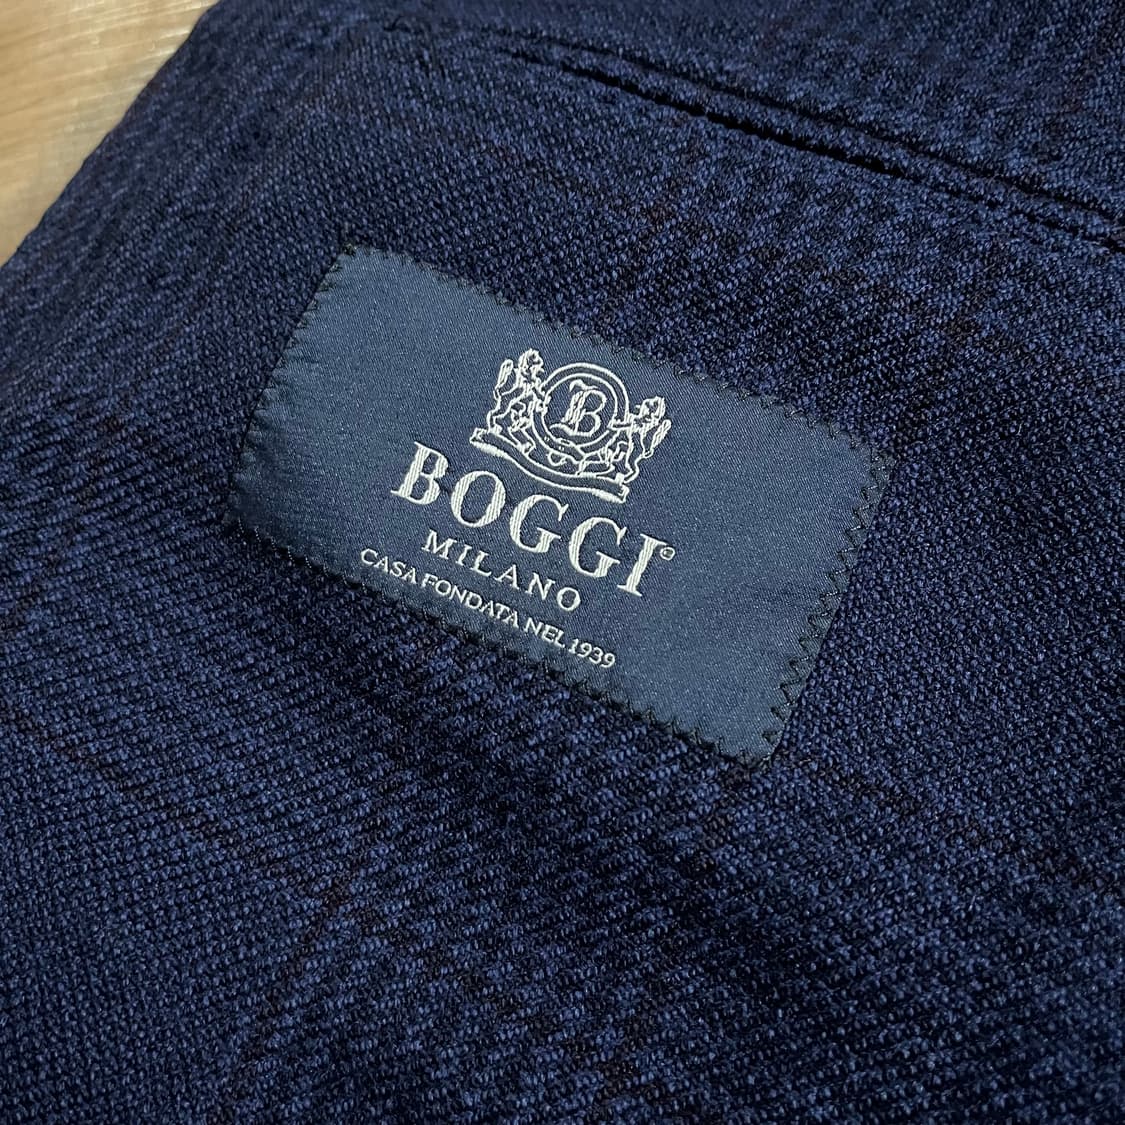 B
BOGGI®
MILANO
CASA FONDATA NEL 1939